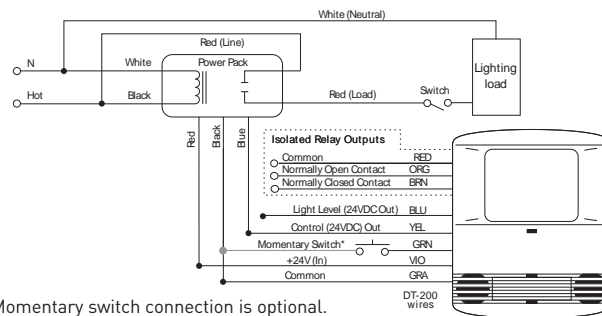 White (Neutral)
Red (Line)
N
White
Power Pack
Lighting
load
Hot
Black
Red (Load)
Switch
Red
Black
Blue
Isolated Relay Outputs
Common RED
Normally Open Contact ORG
Normally Closed Contact BRN
Light Level (24VDC Out) BLU
Control (24VDC) Out YEL
Momentary Switch* GRN
+24V (In) VIO
Common GRA
DT-200
wires
Momentary switch connection is optional.